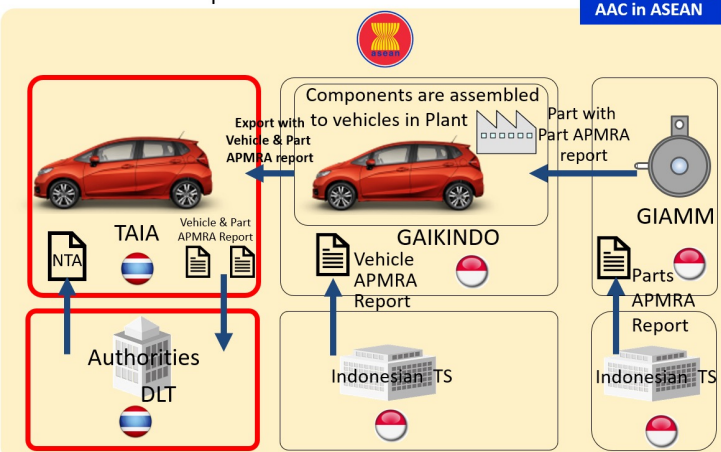 AAC in ASEAN
asean
Components are assembled
to vehicles in Plant
Export with
Vehicle & Part
APMRA report
Part with
Part APMRA
report
TAIA
Vehicle & Part
APMRA Report
NTA
GAIKINDO
Vehicle
APMRA
Report
GIAMM
Parts
APMRA
Report
Authorities
DLT
Indonesian TS
Indonesian TS